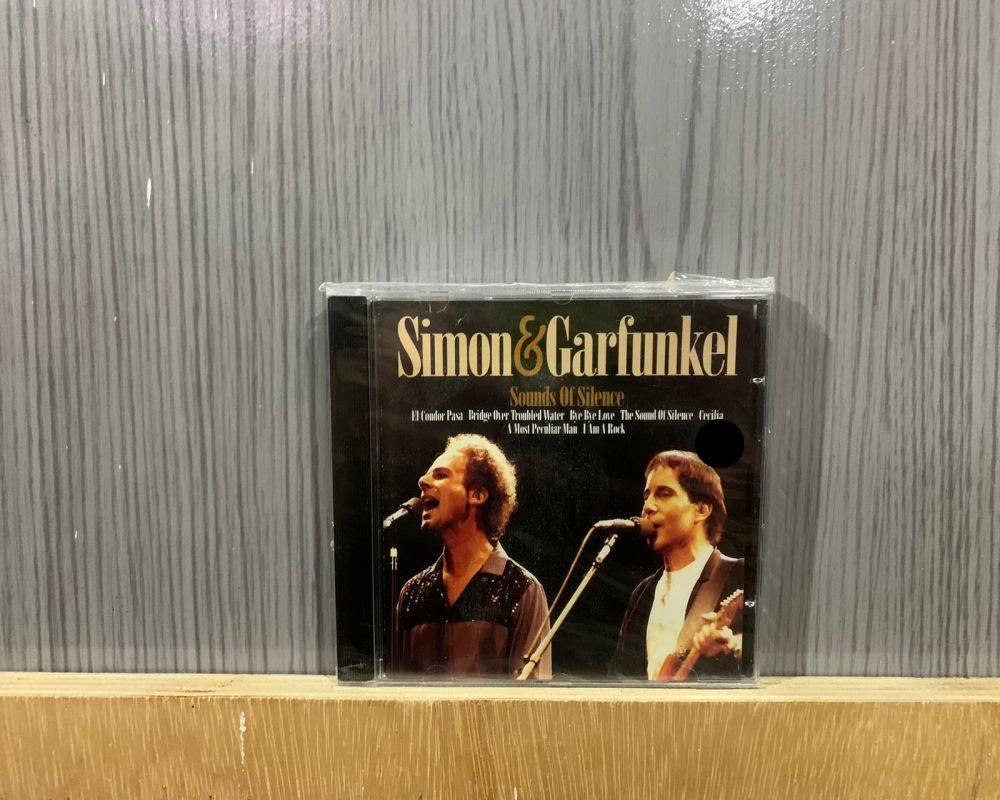 Simon & Garfunkel
Sounds Of Silence
El Condor Pasa Bridge Over Troubled Water Bye Bye Love The Sound Of Silence Cecilia
A Most Peculiar Man I Am A Rock